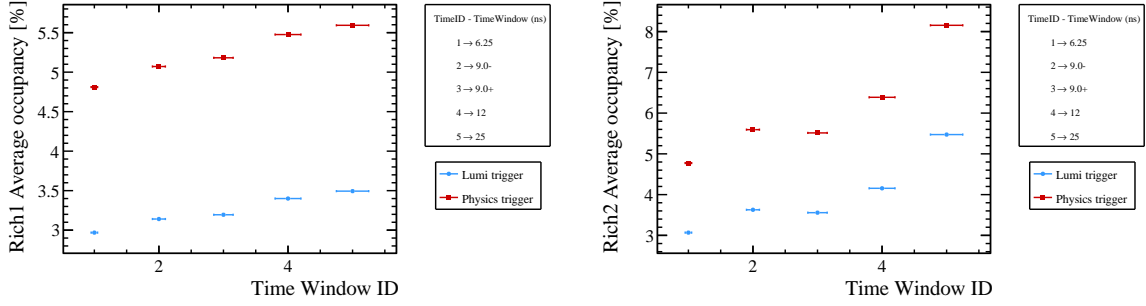 Rich1 Average occupancy [%]
5.5
5
4.5
4
3.5
3
2
4
Time Window ID
TimeID - TimeWindow (ns)
1 → 6.25
2 → 9.0-
3 → 9.0+
4 → 12
5 → 25
Lumi trigger
Physics trigger
Rich2 Average occupancy [%]
8
7
6
5
4
3
2
4
Time Window ID
TimeID - TimeWindow (ns)
1 → 6.25
2 → 9.0-
3 → 9.0+
4 → 12
5 → 25
Lumi trigger
Physics trigger